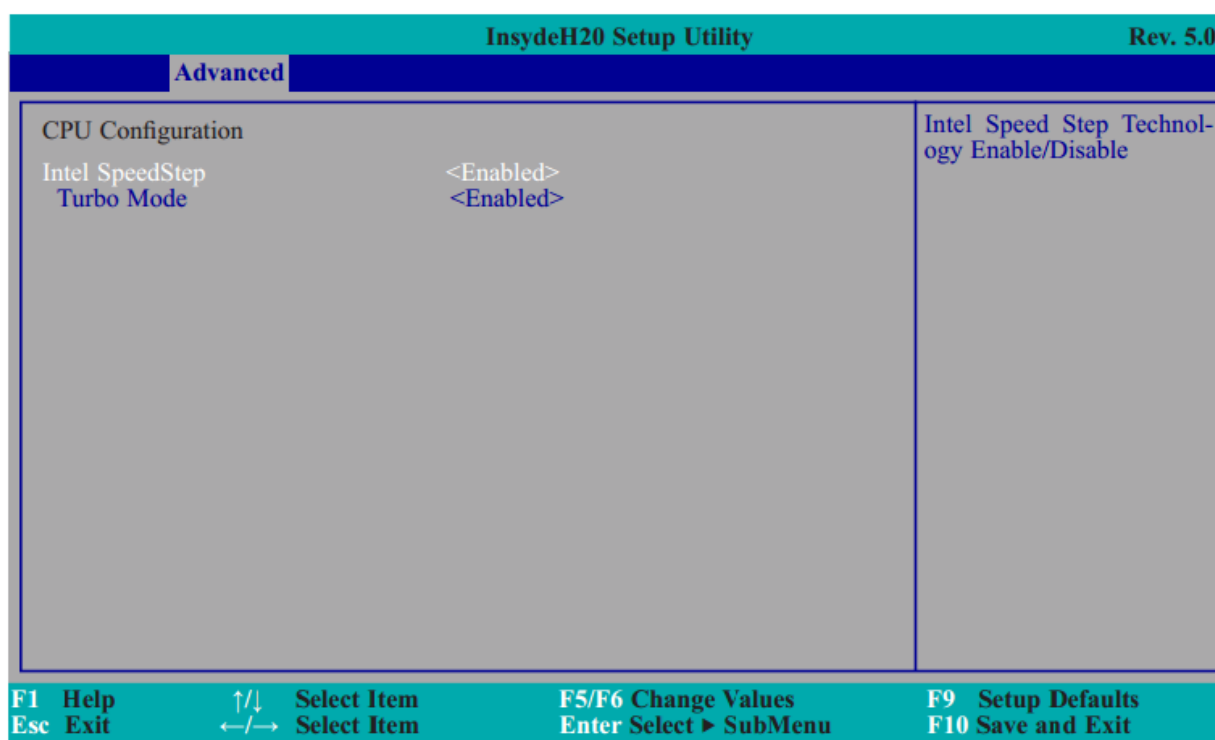 InsydeH20 Setup Utility Rev. 5.0
Advanced
CPU Configuration
Intel SpeedStep <Enabled>
Turbo Mode <Enabled>
Intel Speed Step Technol-
ogy Enable/Disable
F1 Help ↑/↓ Select Item F5/F6 Change Values F9 Setup Defaults
Esc Exit ←/→ Select Item Enter Select ► SubMenu F10 Save and Exit